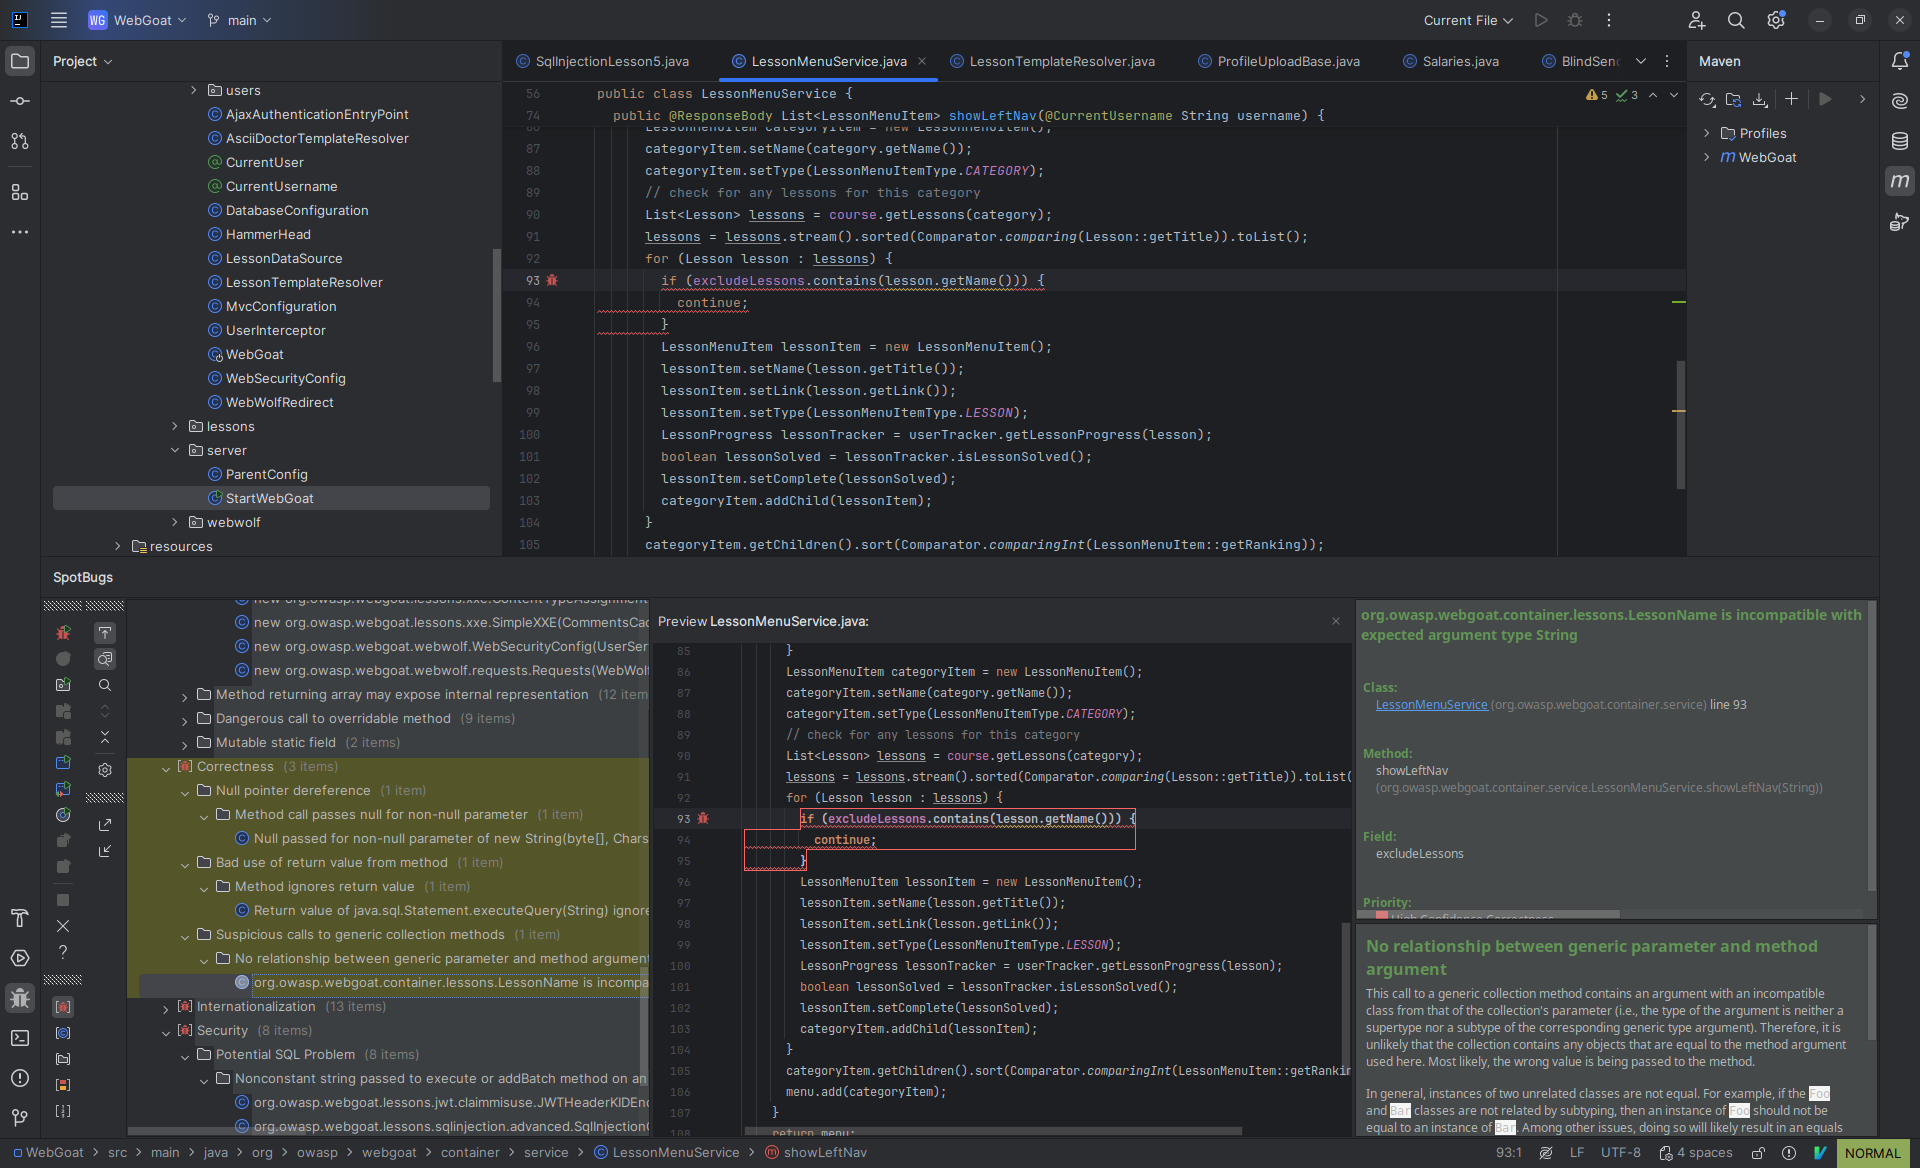 WG WebGoat main Current File
Project
users
AjaxAuthenticationEntryPoint
AsciiDoctorTemplateResolver
CurrentUser
CurrentUsername
DatabaseConfiguration
HammerHead
LessonDataSource
LessonTemplateResolver
MvcConfiguration
UserInterceptor
WebGoat
WebSecurityConfig
WebWolfRedirect
lessons
server
ParentConfig
StartWebGoat
webwolf
resources
SqlInjectionLesson5.java LessonMenuService.java LessonTemplateResolver.java ProfileUploadBase.java Salaries.java BlindSend
5 3
56 public class LessonMenuService {
74 public @ResponseBody List<LessonMenuItem> showLeftNav(@CurrentUsername String username) {
86 LessonMenuItem categoryItem = new LessonMenuItem();
87 categoryItem.setName(category.getName());
88 categoryItem.setType(LessonMenuItemType.CATEGORY);
89 // check for any lessons for this category
90 List<Lesson> lessons = course.getLessons(category);
91 lessons = lessons.stream().sorted(Comparator.comparing(Lesson::getTitle)).toList();
92 for (Lesson lesson : lessons) {
93 if (excludeLessons.contains(lesson.getName())) {
94 continue;
95 }
96 LessonMenuItem lessonItem = new LessonMenuItem();
97 lessonItem.setName(lesson.getTitle());
98 lessonItem.setLink(lesson.getLink());
99 lessonItem.setType(LessonMenuItemType.LESSON);
100 LessonProgress lessonTracker = userTracker.getLessonProgress(lesson);
101 boolean lessonSolved = lessonTracker.isLessonSolved();
102 lessonItem.setComplete(lessonSolved);
103 categoryItem.addChild(lessonItem);
104 }
105 categoryItem.getChildren().sort(Comparator.comparingInt(LessonMenuItem::getRanking));
Maven
Profiles
m WebGoat
SpotBugs
new org.owasp.webgoat.lessons.xxe.ContentTypeAssignment
new org.owasp.webgoat.lessons.xxe.SimpleXXE(CommentsCac
new org.owasp.webgoat.webwolf.WebSecurityConfig(UserSer
new org.owasp.webgoat.webwolf.requests.Requests(WebWolf
Method returning array may expose internal representation (12 item
Dangerous call to overridable method (9 items)
Mutable static field (2 items)
Correctness (3 items)
Null pointer dereference (1 item)
Method call passes null for non-null parameter (1 item)
Null passed for non-null parameter of new String(byte[], Chars
Bad use of return value from method (1 item)
Method ignores return value (1 item)
Return value of java.sql.Statement.executeQuery(String) ignore
Suspicious calls to generic collection methods (1 item)
No relationship between generic parameter and method argument
org.owasp.webgoat.container.lessons.LessonName is incompa
Internationalization (13 items)
Security (8 items)
Potential SQL Problem (8 items)
Nonconstant string passed to execute or addBatch method on an
org.owasp.webgoat.lessons.jwt.claimmisuse.JWTHeaderKIDEnd
org.owasp.webgoat.lessons.sqlinjection.advanced.SqlInjectionC
Preview LessonMenuService.java:
85 }
86 LessonMenuItem categoryItem = new LessonMenuItem();
87 categoryItem.setName(category.getName());
88 categoryItem.setType(LessonMenuItemType.CATEGORY);
89 // check for any lessons for this category
90 List<Lesson> lessons = course.getLessons(category);
91 lessons = lessons.stream().sorted(Comparator.comparing(Lesson::getTitle)).toList(
92 for (Lesson lesson : lessons) {
93 if (excludeLessons.contains(lesson.getName())) {
94 continue;
95 }
96 LessonMenuItem lessonItem = new LessonMenuItem();
97 lessonItem.setName(lesson.getTitle());
98 lessonItem.setLink(lesson.getLink());
99 lessonItem.setType(LessonMenuItemType.LESSON);
100 LessonProgress lessonTracker = userTracker.getLessonProgress(lesson);
101 boolean lessonSolved = lessonTracker.isLessonSolved();
102 lessonItem.setComplete(lessonSolved);
103 categoryItem.addChild(lessonItem);
104 }
105 categoryItem.getChildren().sort(Comparator.comparingInt(LessonMenuItem::getRankin
106 menu.add(categoryItem);
107 }
108 return menu;
org.owasp.webgoat.container.lessons.LessonName is incompatible with
expected argument type String
Class:
LessonMenuService (org.owasp.webgoat.container.service) line 93
Method:
showLeftNav
(org.owasp.webgoat.container.service.LessonMenuService.showLeftNav(String))
Field:
excludeLessons
Priority:
High Confidence Correctness
No relationship between generic parameter and method
argument
This call to a generic collection method contains an argument with an incompatible
class from that of the collection's parameter (i.e., the type of the argument is neither a
supertype nor a subtype of the corresponding generic type argument). Therefore, it is
unlikely that the collection contains any objects that are equal to the method argument
used here. Most likely, the wrong value is being passed to the method.
In general, instances of two unrelated classes are not equal. For example, if the Foo
and Bar classes are not related by subtyping, then an instance of Foo should not be
equal to an instance of Bar. Among other issues, doing so will likely result in an equals
WebGoat > src > main > java > org > owasp > webgoat > container > service > LessonMenuService > showLeftNav 93:1 LF UTF-8 4 spaces NORMAL